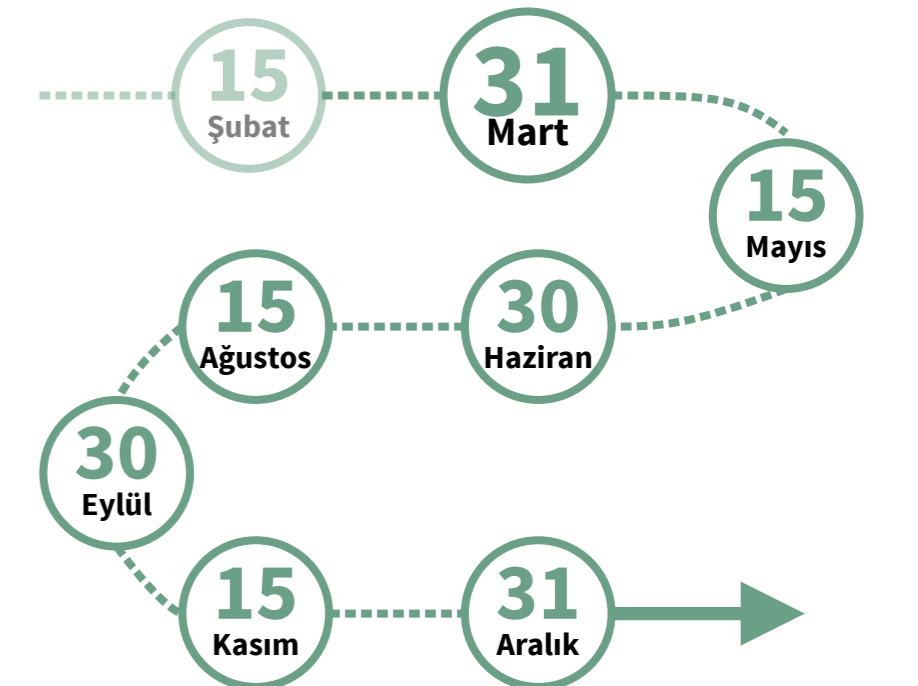 15
Şubat
31
Mart
15
Mayıs
30
Haziran
15
Ağustos
30
Eylül
15
Kasım
31
Aralık